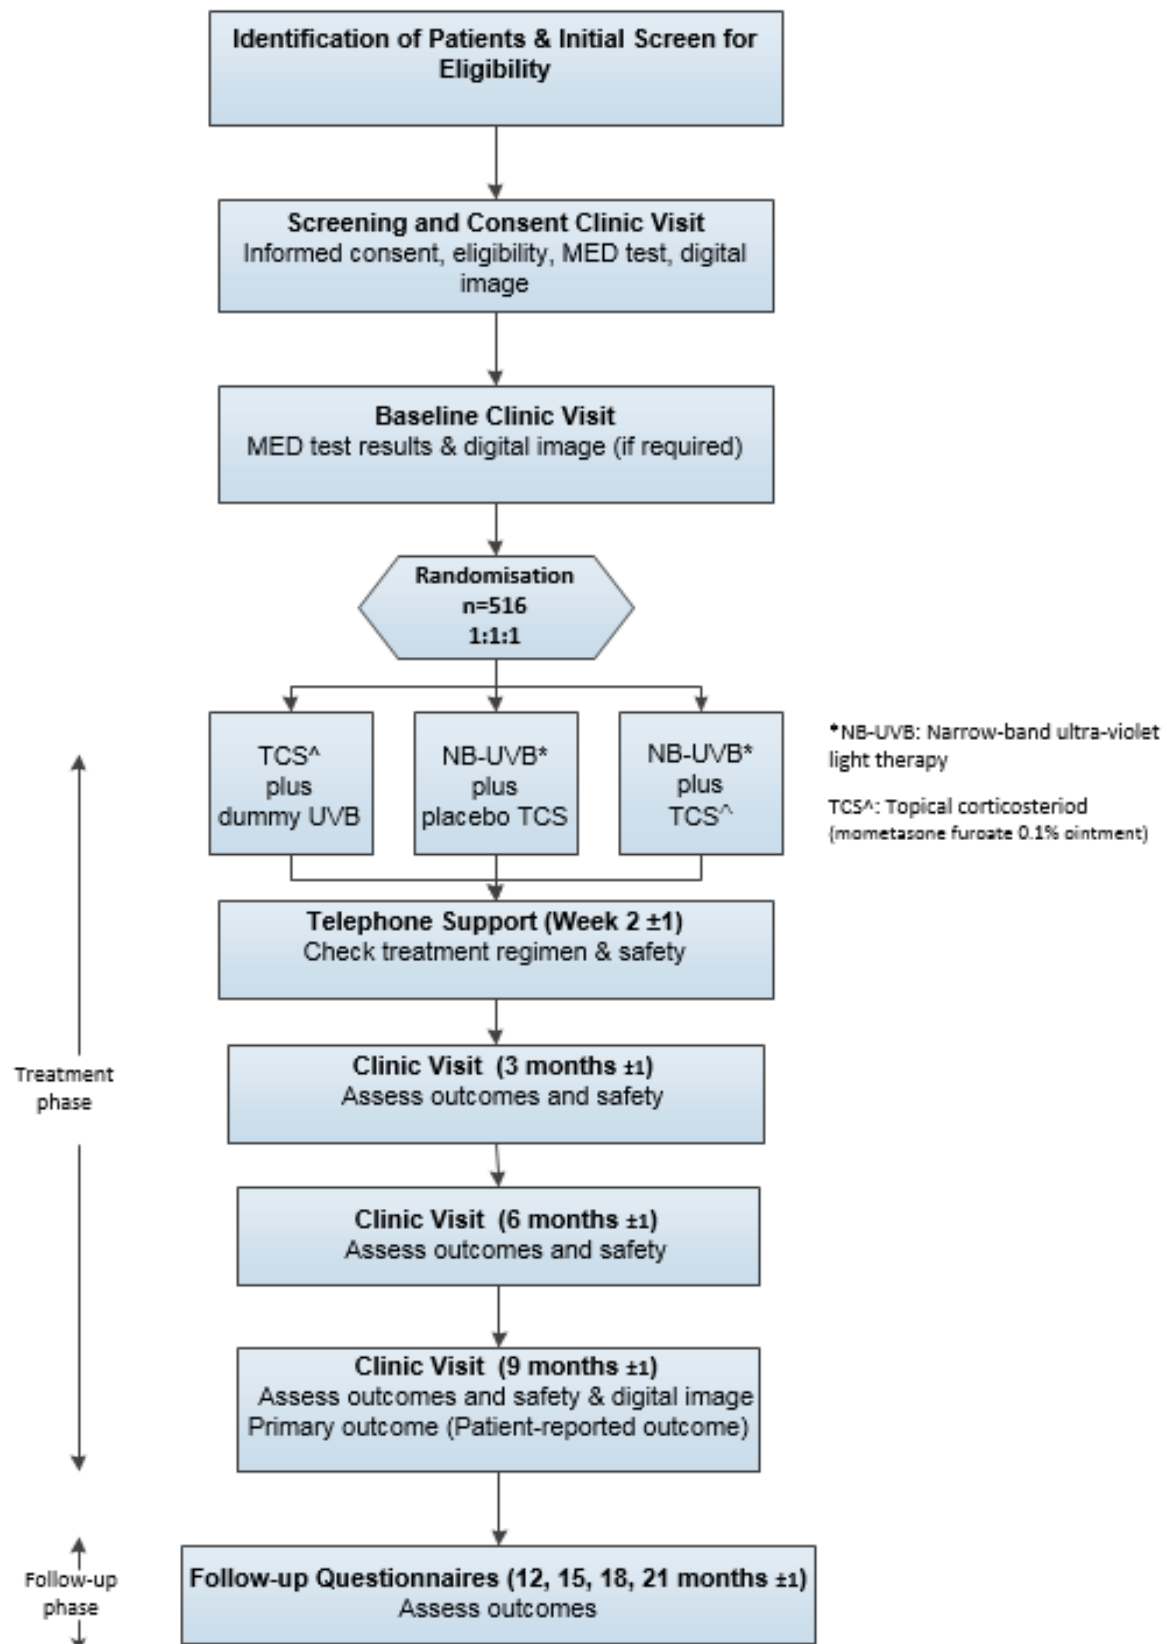 Identification of Patients & Initial Screen for
Eligibility
Screening and Consent Clinic Visit
Informed consent, eligibility, MED test, digital
image
Baseline Clinic Visit
MED test results & digital image (if required)
Randomisation
n=516
1:1:1
TCS^
plus
dummy UVB
NB-UVB*
plus
placebo TCS
NB-UVB*
plus
TCS^
*NB-UVB: Narrow-band ultra-violet
light therapy
TCS^: Topical corticosteriod
(mometasone furoate 0.1% ointment)
Telephone Support (Week 2 ±1)
Check treatment regimen & safety
Treatment
phase
Clinic Visit (3 months ±1)
Assess outcomes and safety
Clinic Visit (6 months ±1)
Assess outcomes and safety
Clinic Visit (9 months ±1)
Assess outcomes and safety & digital image
Primary outcome (Patient-reported outcome)
Follow-up
phase
Follow-up Questionnaires (12, 15, 18, 21 months ±1)
Assess outcomes